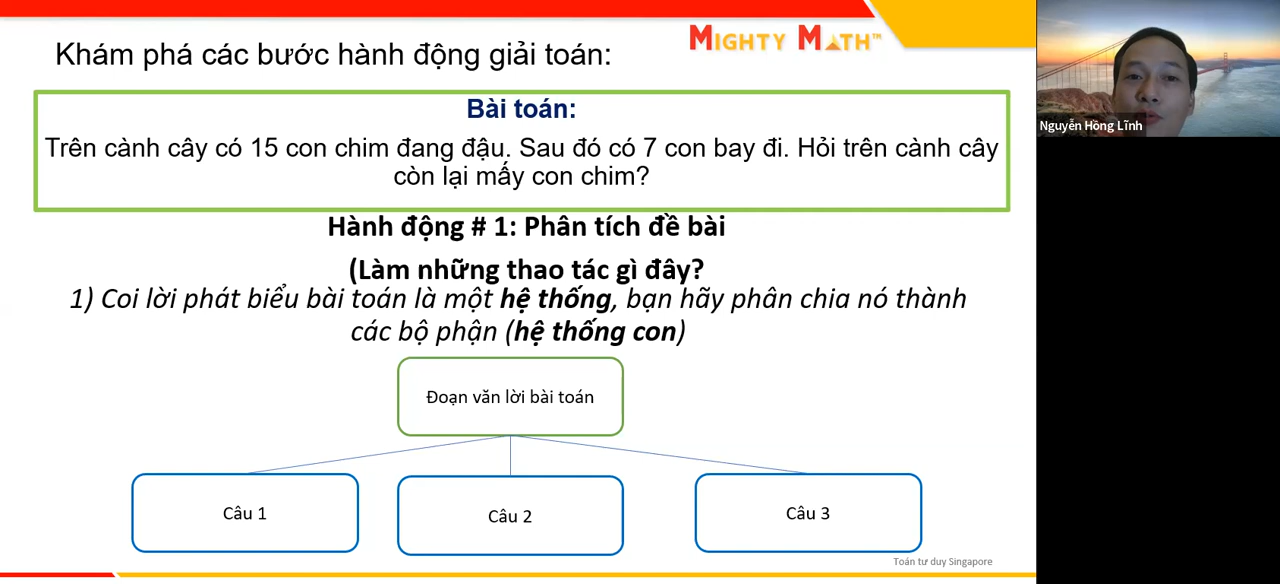 MIGHTY MATH™
Khám phá các bước hành động giải toán:
Bài toán:
Trên cành cây có 15 con chim đang đậu. Sau đó có 7 con bay đi. Hỏi trên cành cây
còn lại mấy con chim?
Hành động # 1: Phân tích đề bài
(Làm những thao tác gì đây?
1) Coi lời phát biểu bài toán là một hệ thống, bạn hãy phân chia nó thành
các bộ phận (hệ thống con)
Đoạn văn lời bài toán
Câu 1
Câu 2
Câu 3
Toán tư duy Singapore
Nguyễn Hồng Lĩnh